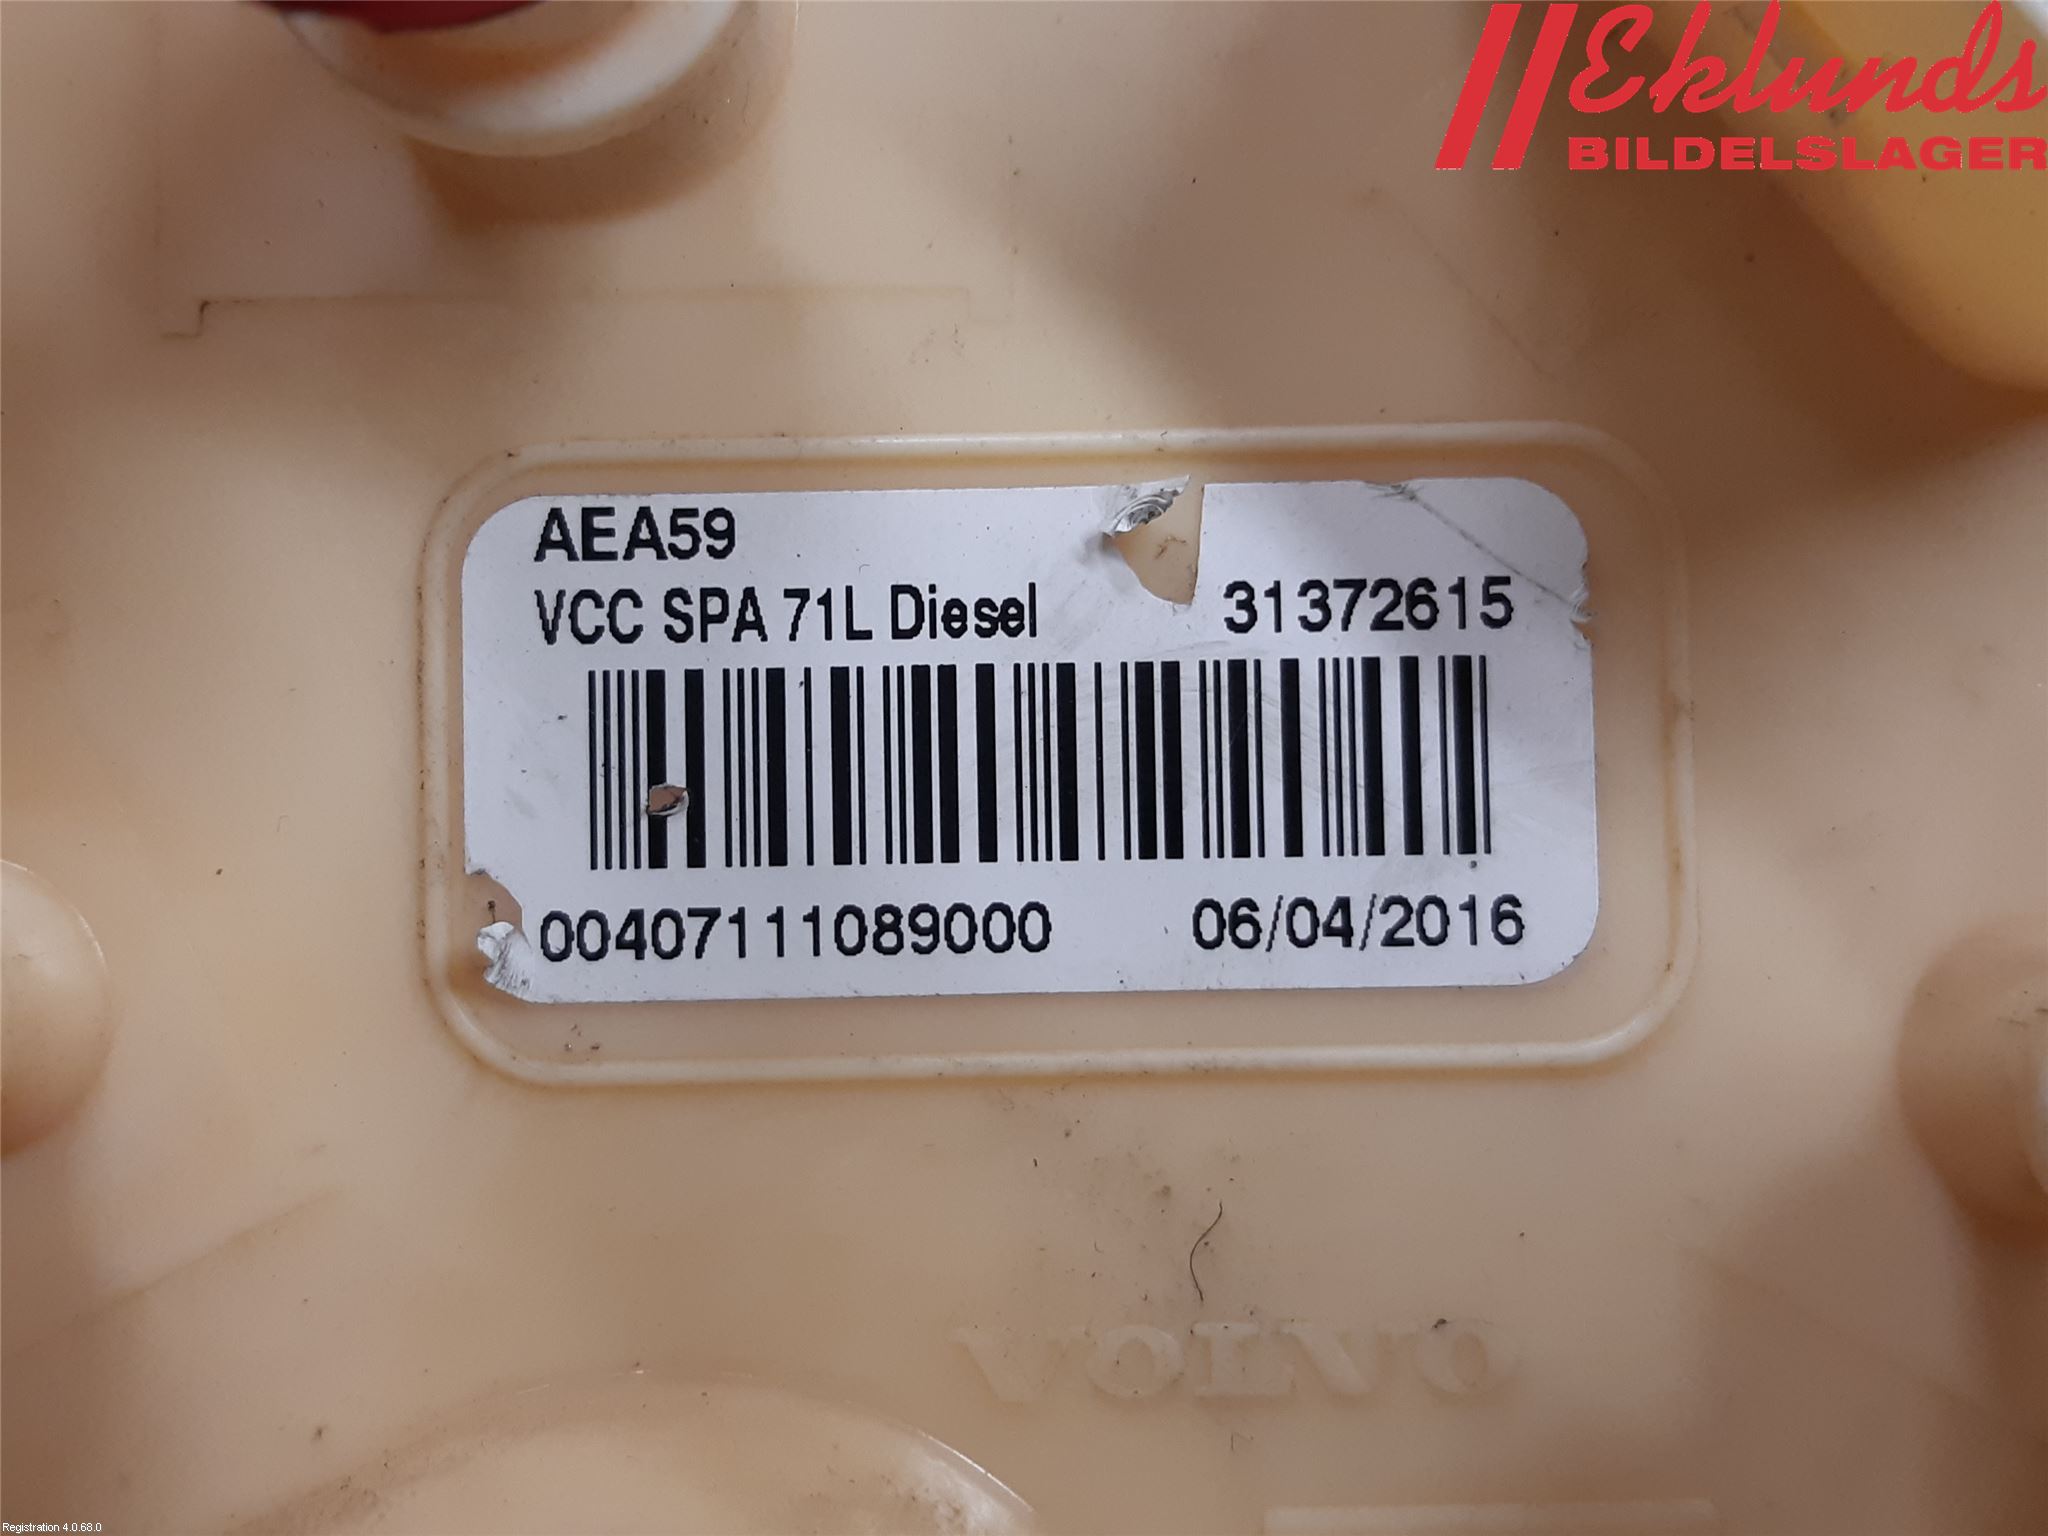 Eklunds
BILDELSLAGER
AEA59
VCC SPA 71L Diesel 31372615
00407111089000 06/04/2016
VOLVO
Registration 4.0.68.0